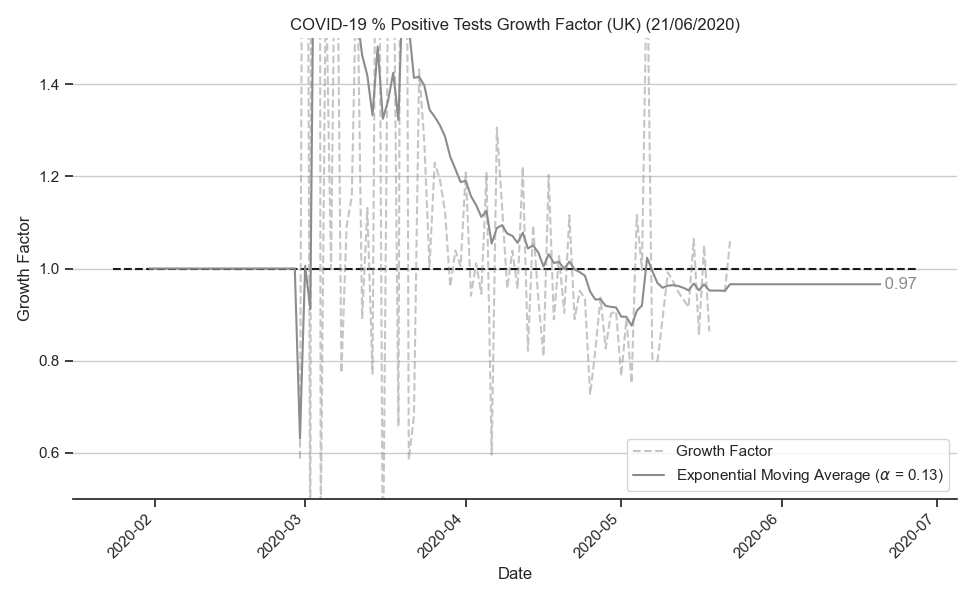 COVID-19 % Positive Tests Growth Factor (UK) (21/06/2020)
Growth Factor
1.4
1.2
1.0
0.8
0.6
0.97
Growth Factor
Exponential Moving Average (α = 0.13)
2020-02
2020-03
2020-04
2020-05
2020-06
2020-07
Date